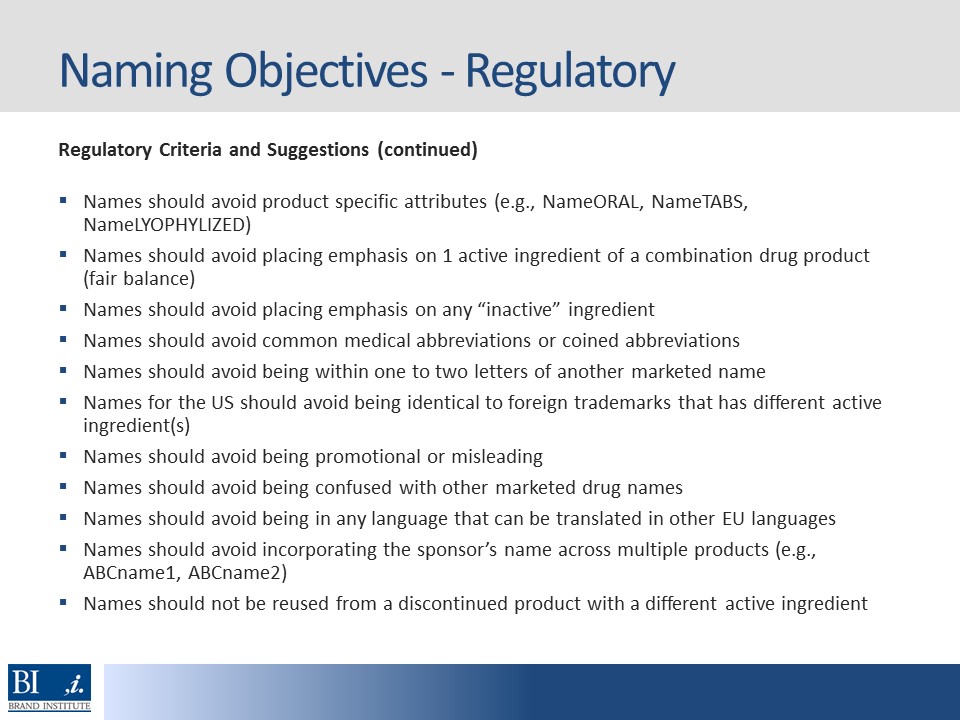 Naming Objectives - Regulatory
Regulatory Criteria and Suggestions (continued)
▪ Names should avoid product specific attributes (e.g., NameORAL, NameTABS,
NameLYOPHYLIZED)
▪ Names should avoid placing emphasis on 1 active ingredient of a combination drug product
(fair balance)
▪ Names should avoid placing emphasis on any “inactive” ingredient
▪ Names should avoid common medical abbreviations or coined abbreviations
▪ Names should avoid being within one to two letters of another marketed name
▪ Names for the US should avoid being identical to foreign trademarks that has different active
ingredient(s)
▪ Names should avoid being promotional or misleading
▪ Names should avoid being confused with other marketed drug names
▪ Names should avoid being in any language that can be translated in other EU languages
▪ Names should avoid incorporating the sponsor’s name across multiple products (e.g.,
ABCname1, ABCname2)
▪ Names should not be reused from a discontinued product with a different active ingredient
BI ,i.
BRAND INSTITUTE